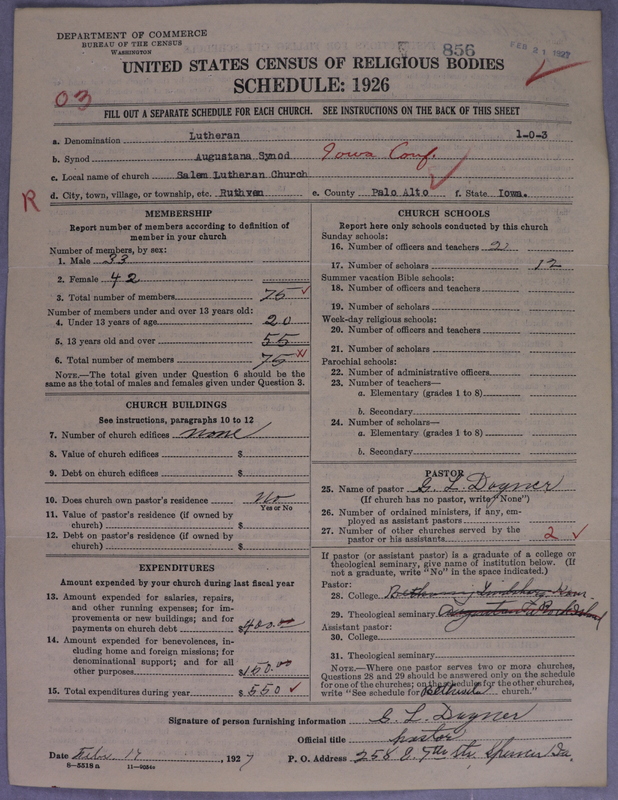 DEPARTMENT OF COMMERCE
BUREAU OF THE CENSUS
WASHINGTON
856
FEB 21 1927
UNITED STATES CENSUS OF RELIGIOUS BODIES
SCHEDULE: 1926
03
FILL OUT A SEPARATE SCHEDULE FOR EACH CHURCH. SEE INSTRUCTIONS ON THE BACK OF THIS SHEET
a. Denomination Lutheran 1-0-3
b. Synod Augustana Synod Iowa Conf.
c. Local name of church Salem Lutheran Church
R
d. City, town, village, or township, etc. Ruthven e. County Palo Alto f. State Iowa.
MEMBERSHIP
Report number of members according to definition of
member in your church
Number of members, by sex:
1. Male 33
2. Female 42
3. Total number of members 75
Number of members under and over 13 years old:
4. Under 13 years of age 20
5. 13 years old and over 55
6. Total number of members 75
NOTE.—The total given under Question 6 should be the
same as the total of males and females given under Question 3.
CHURCH BUILDINGS
See instructions, paragraphs 10 to 12
7. Number of church edifices none
8. Value of church edifices $
9. Debt on church edifices $
10. Does church own pastor's residence No
Yes or No
11. Value of pastor's residence (if owned by
church) $
12. Debt on pastor's residence (if owned by
church) $
EXPENDITURES
Amount expended by your church during last fiscal year
13. Amount expended for salaries, repairs,
and other running expenses; for im-
provements or new buildings; and for
payments on church debt $400.00
14. Amount expended for benevolences, in-
cluding home and foreign missions; for
denominational support; and for all
other purposes $150.00
15. Total expenditures during year $550
CHURCH SCHOOLS
Report here only schools conducted by this church
Sunday schools:
16. Number of officers and teachers 2
17. Number of scholars 12
Summer vacation Bible schools:
18. Number of officers and teachers
19. Number of scholars
Week-day religious schools:
20. Number of officers and teachers
21. Number of scholars
Parochial schools:
22. Number of administrative officers
23. Number of teachers—
a. Elementary (grades 1 to 8)
b. Secondary
24. Number of scholars—
a. Elementary (grades 1 to 8)
b. Secondary
PASTOR
25. Name of pastor G. L. Dagner
(If church has no pastor, write "None")
26. Number of ordained ministers, if any, em-
ployed as assistant pastors
27. Number of other churches served by the
pastor or his assistants 2
If pastor (or assistant pastor) is a graduate of a college or
theological seminary, give name of institution below. (If
not a graduate, write "No" in the space indicated.)
Pastor:
28. College Bethany, Lindsborg, Kans.
29. Theological seminary
Assistant pastor:
30. College
31. Theological seminary
NOTE.—Where one pastor serves two or more churches,
Questions 28 and 29 should be answered only on the schedule
for one of the churches; on the schedules for the other churches,
write "See schedule for Bethesda church."
Signature of person furnishing information G. L. Dagner
Official title pastor
Date 1927 P. O. Address 258 E. 7th St., Spencer Ia.
8-5518 a